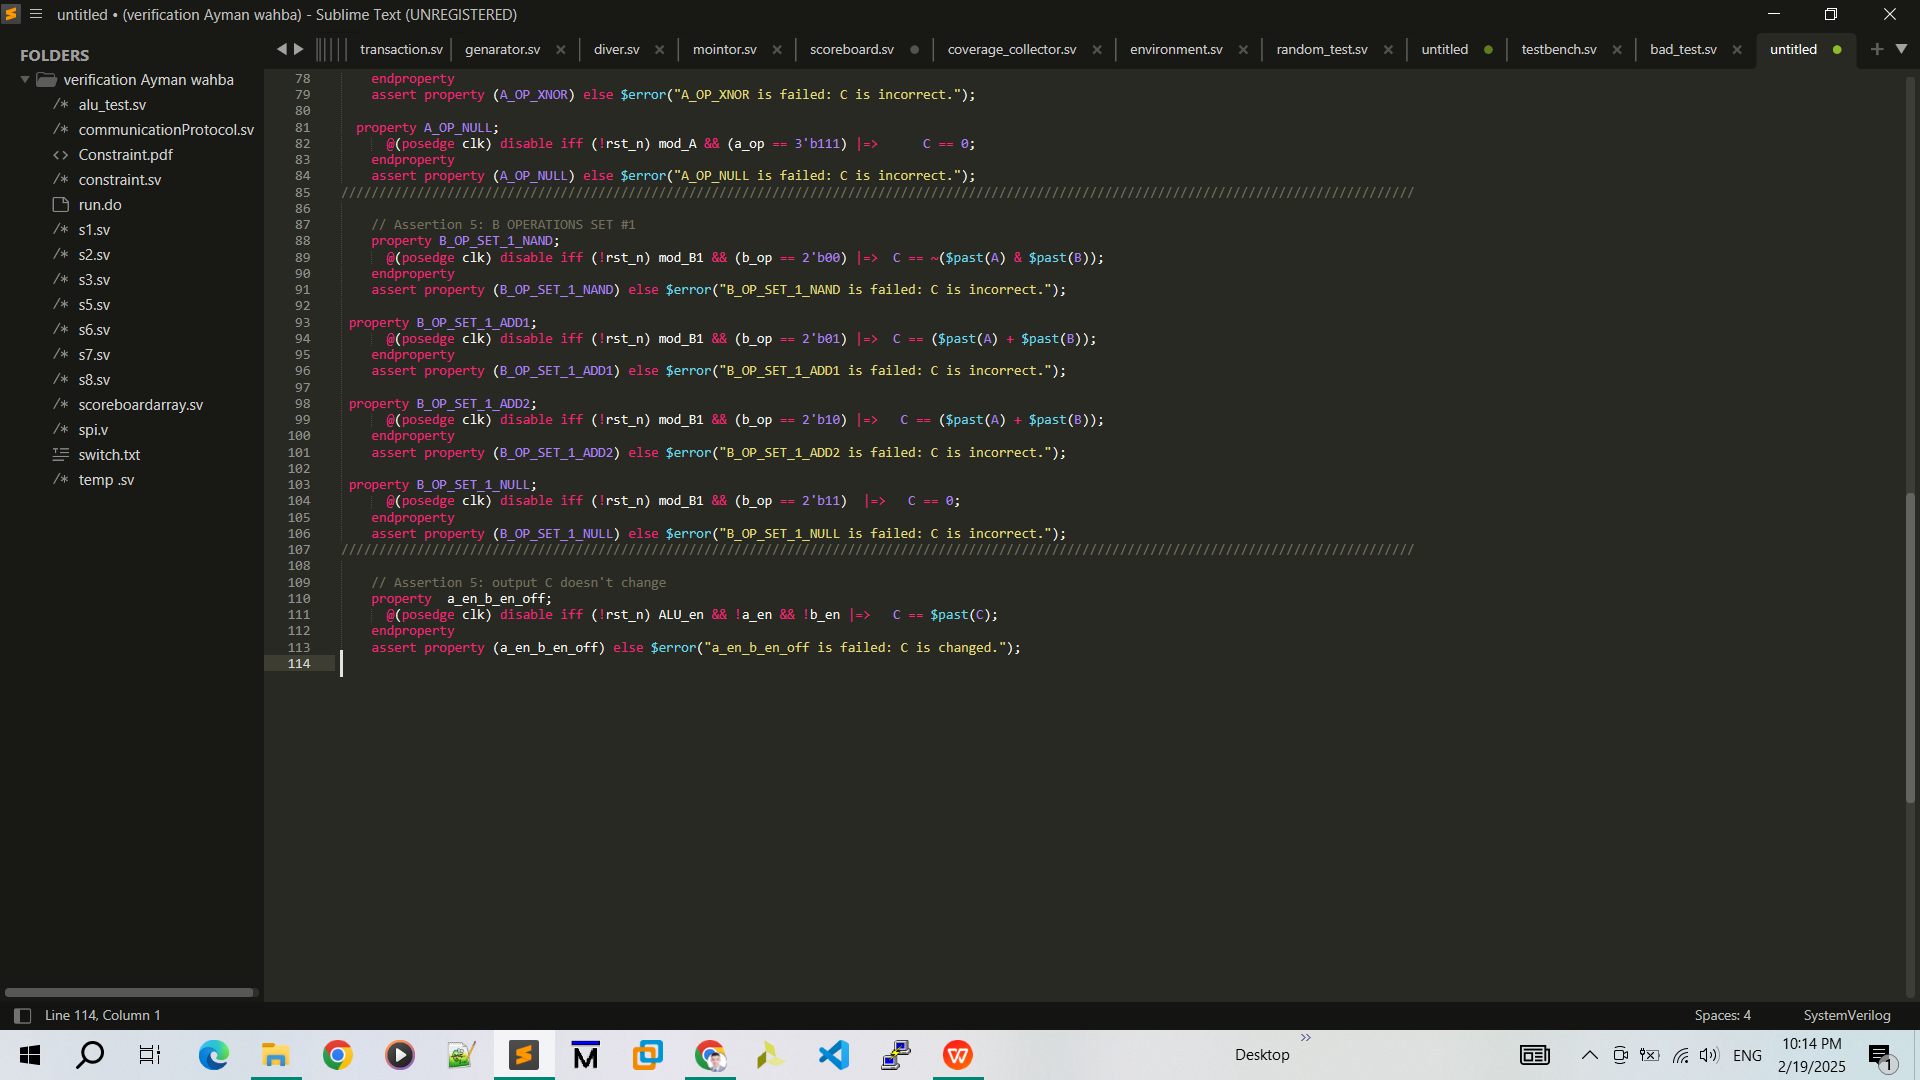 untitled • (verification Ayman wahba) - Sublime Text (UNREGISTERED)
FOLDERS
verification Ayman wahba
/* alu_test.sv
/* communicationProtocol.sv
<> Constraint.pdf
/* constraint.sv
run.do
/* s1.sv
/* s2.sv
/* s3.sv
/* s5.sv
/* s6.sv
/* s7.sv
/* s8.sv
/* scoreboardarray.sv
/* spi.v
switch.txt
/* temp .sv
transaction.sv genarator.sv diver.sv mointor.sv scoreboard.sv coverage_collector.sv environment.sv random_test.sv untitled testbench.sv bad_test.sv untitled
78 endproperty
79 assert property (A_OP_XNOR) else $error("A_OP_XNOR is failed: C is incorrect.");
80
81 property A_OP_NULL;
82 @(posedge clk) disable iff (!rst_n) mod_A && (a_op == 3'b111) |=> C == 0;
83 endproperty
84 assert property (A_OP_NULL) else $error("A_OP_NULL is failed: C is incorrect.");
85 //////////////////////////////////////////////////////////////////////////////////////////////////////////////////////////////////////////////
86
87 // Assertion 5: B OPERATIONS SET #1
88 property B_OP_SET_1_NAND;
89 @(posedge clk) disable iff (!rst_n) mod_B1 && (b_op == 2'b00) |=> C == ~($past(A) & $past(B));
90 endproperty
91 assert property (B_OP_SET_1_NAND) else $error("B_OP_SET_1_NAND is failed: C is incorrect.");
92
93 property B_OP_SET_1_ADD1;
94 @(posedge clk) disable iff (!rst_n) mod_B1 && (b_op == 2'b01) |=> C == ($past(A) + $past(B));
95 endproperty
96 assert property (B_OP_SET_1_ADD1) else $error("B_OP_SET_1_ADD1 is failed: C is incorrect.");
97
98 property B_OP_SET_1_ADD2;
99 @(posedge clk) disable iff (!rst_n) mod_B1 && (b_op == 2'b10) |=> C == ($past(A) + $past(B));
100 endproperty
101 assert property (B_OP_SET_1_ADD2) else $error("B_OP_SET_1_ADD2 is failed: C is incorrect.");
102
103 property B_OP_SET_1_NULL;
104 @(posedge clk) disable iff (!rst_n) mod_B1 && (b_op == 2'b11) |=> C == 0;
105 endproperty
106 assert property (B_OP_SET_1_NULL) else $error("B_OP_SET_1_NULL is failed: C is incorrect.");
107 //////////////////////////////////////////////////////////////////////////////////////////////////////////////////////////////////////////////
108
109 // Assertion 5: output C doesn't change
110 property a_en_b_en_off;
111 @(posedge clk) disable iff (!rst_n) ALU_en && !a_en && !b_en |=> C == $past(C);
112 endproperty
113 assert property (a_en_b_en_off) else $error("a_en_b_en_off is failed: C is changed.");
114
Line 114, Column 1
Spaces: 4
SystemVerilog
Desktop
ENG
10:14 PM
2/19/2025
1